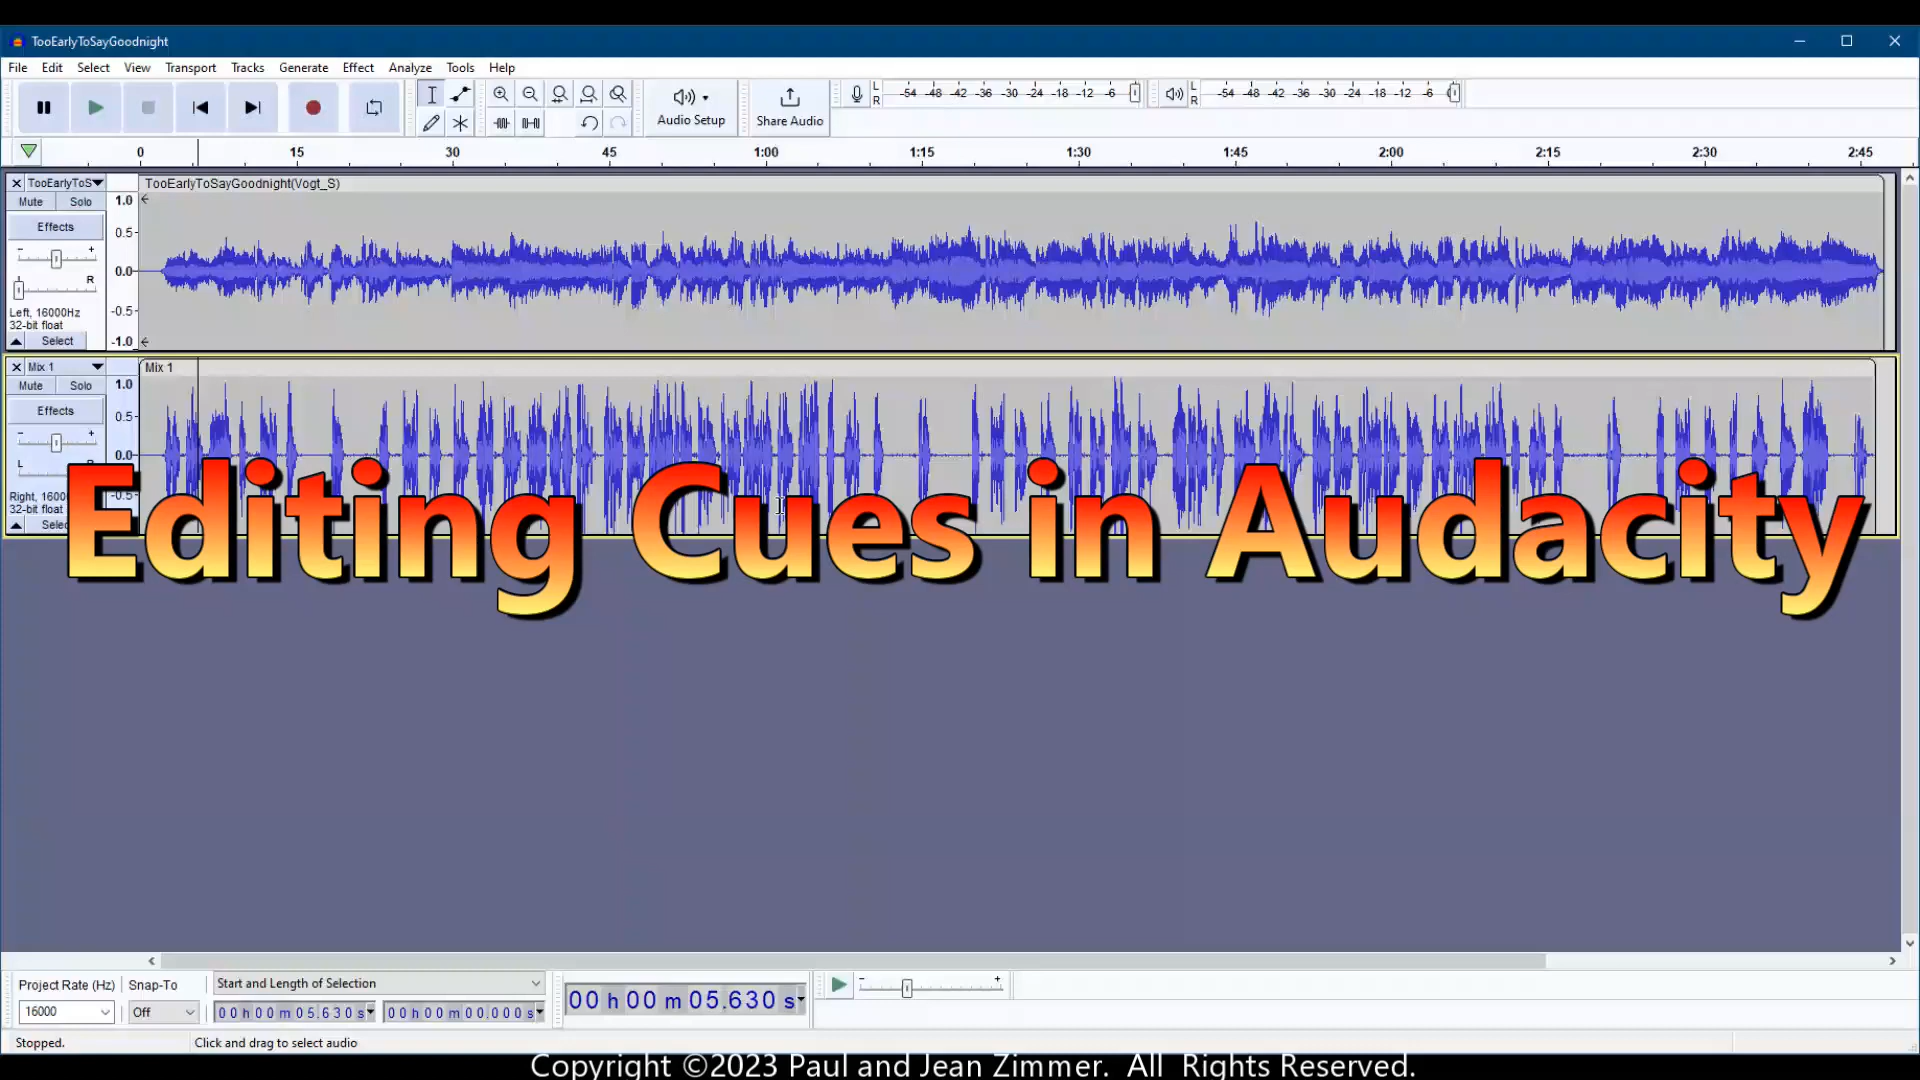 TooEarlyToSayGoodnight
File Edit Select View Transport Tracks Generate Effect Analyze Tools Help
Audio Setup
Share Audio
L
R
-54 -48 -42 -36 -30 -24 -18 -12 -6
L
R
-54 -48 -42 -36 -30 -24 -18 -12 -6
0 15 30 45 1:00 1:15 1:30 1:45 2:00 2:15 2:30 2:45
TooEarlyToS
TooEarlyToSayGoodnight(Vogt_S)
Mute Solo
Effects
- +
R
Left, 16000Hz
32-bit float
Select
1.0
0.5
0.0
-0.5
-1.0
Mix 1
Mix 1
Mute Solo
Effects
- +
L
Right, 1600
32-bit float
1.0
0.5
0.0
-0.5
Editing Cues in Audacity
Project Rate (Hz) Snap-To
Start and Length of Selection
16000
Off
00 h 00 m 05.630 s
00 h 00 m 00.000 s
00 h 00 m 05.630 s
- +
Stopped.
Click and drag to select audio
Copyright ©2023 Paul and Jean Zimmer. All Rights Reserved.